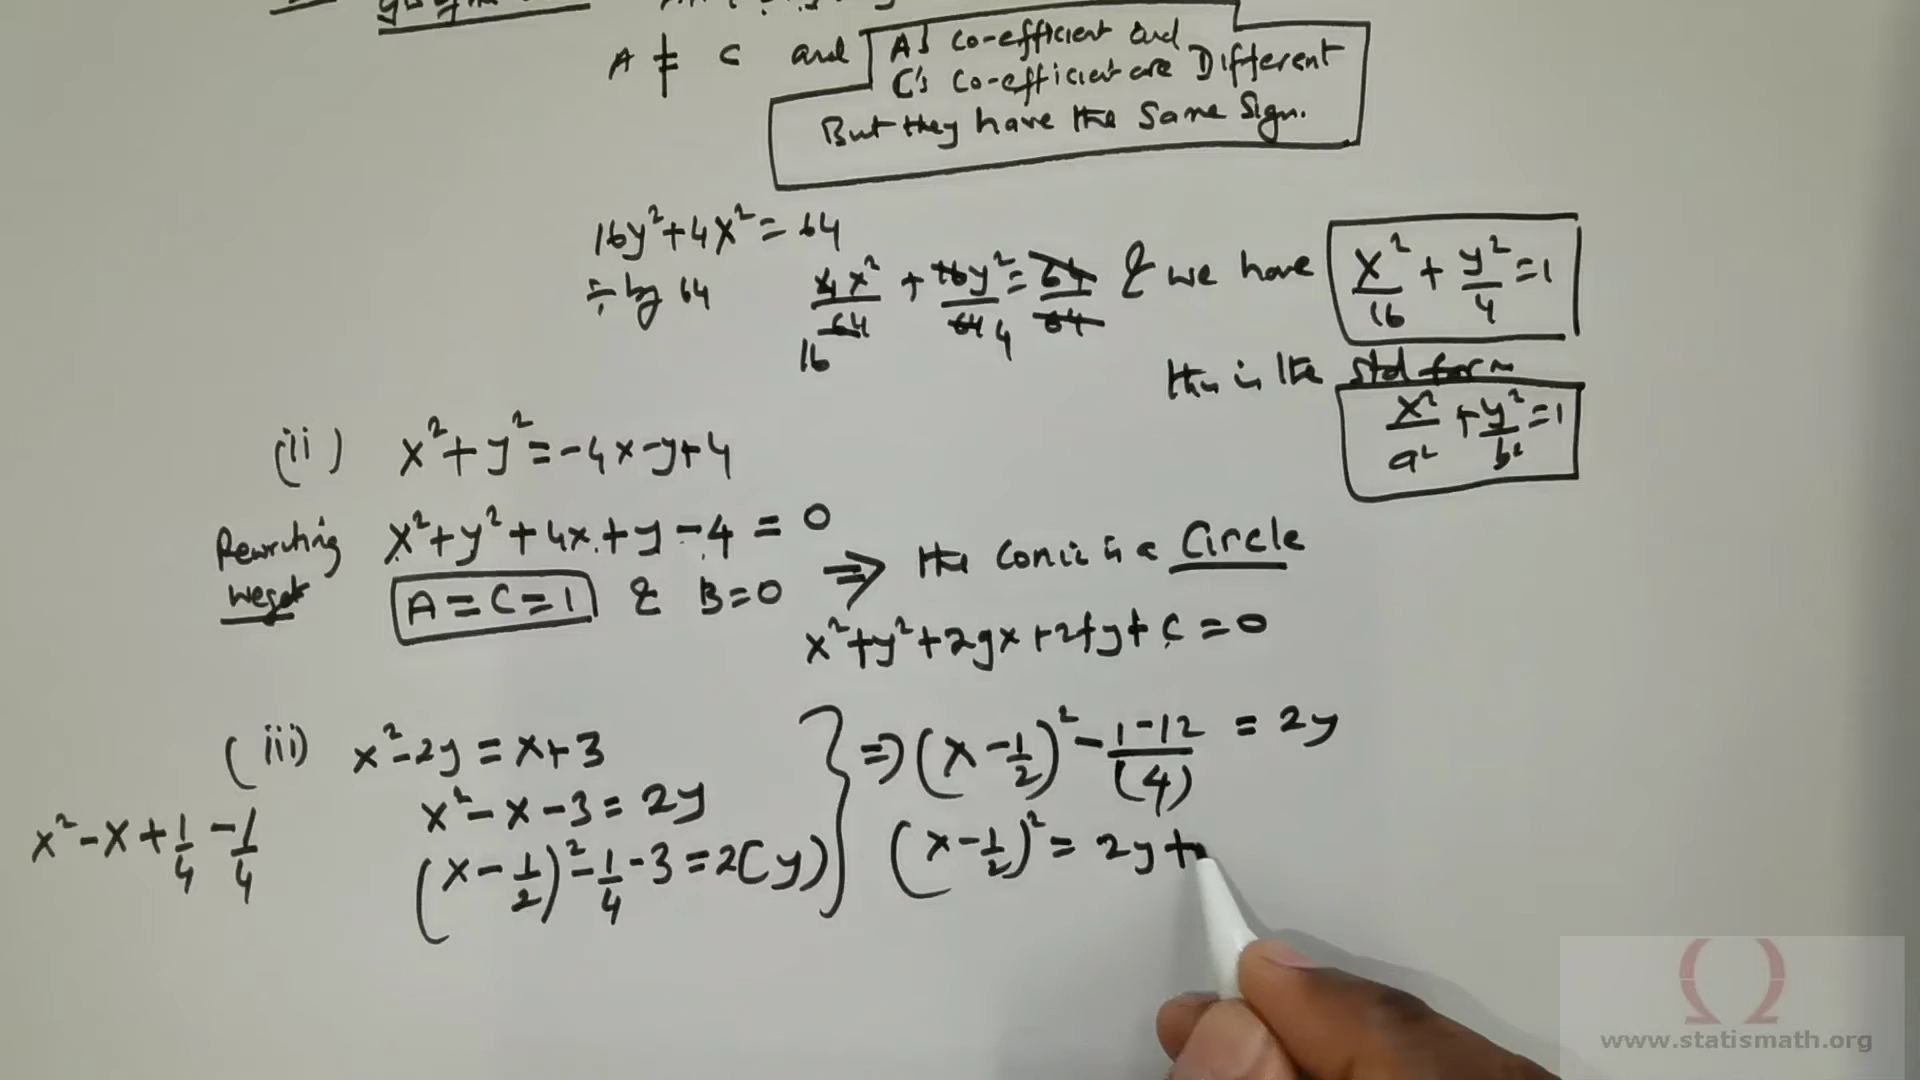 A ≠ C and A's co-efficient and
C's co-efficient are Different
But they have the same sign.
16y² + 4x² = 64
÷ by 64 4x²/64 16 + 16y²/64 4 = 64/64 & we have x²/16 + y²/4 = 1
this is the std form
x²/a² + y²/b² = 1
(ii) x² + y² = -4x - y + 4
Rewriting we get x² + y² + 4x + y - 4 = 0
A = C = 1 & B = 0 ⇒ the conic is a Circle
x² + y² + 2gx + 2fy + c = 0
(iii) x² - 2y = x + 3
x² - x - 3 = 2y
x² - x + 1/4 - 1/4
(x - 1/2)² - 1/4 - 3 = 2(y)
⇒ (x - 1/2)² - 1-12/(4) = 2y
(x - 1/2)² = 2y +
www.statismath.org